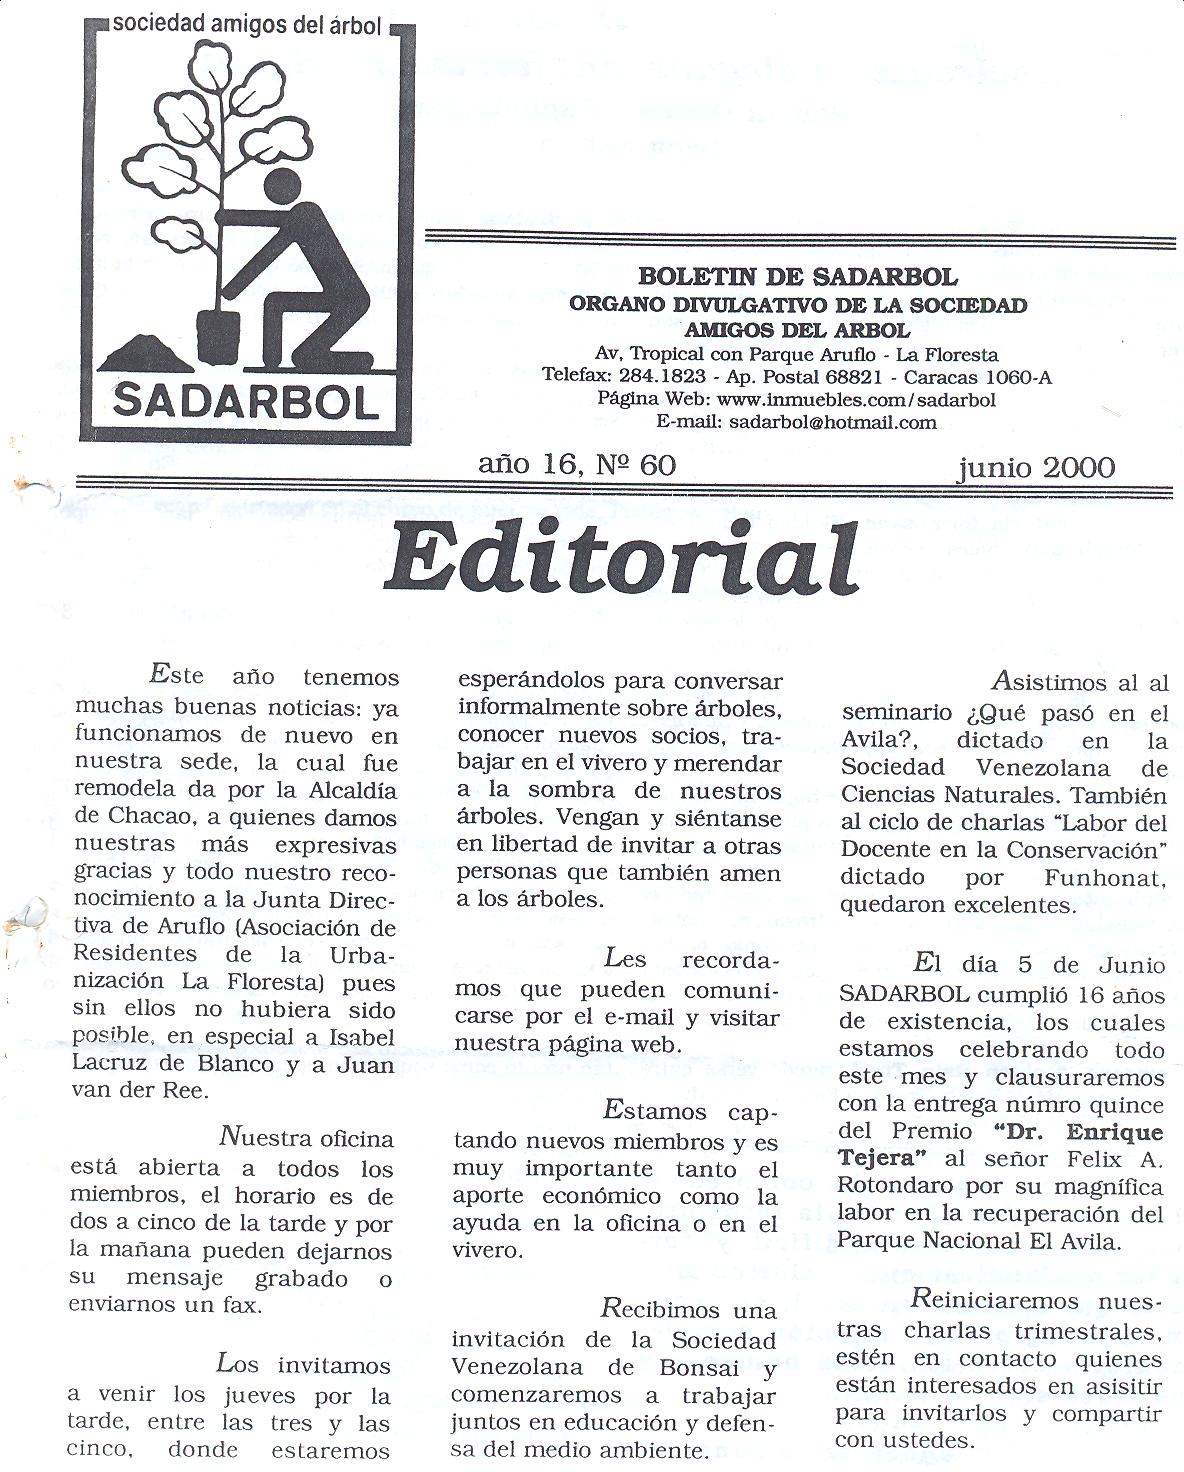 sociedad amigos del árbol
SADARBOL
BOLETIN DE SADARBOL
ORGANO DIVULGATIVO DE LA SOCIEDAD
AMIGOS DEL ARBOL
Av, Tropical con Parque Aruflo - La Floresta
Telefax: 284.1823 - Ap. Postal 68821 - Caracas 1060-A
Página Web: www.inmuebles.com/sadarbol
E-mail: sadarbol@hotmail.com
año 16, Nº 60
junio 2000
Editorial
Este año tenemos
muchas buenas noticias: ya
funcionamos de nuevo en
nuestra sede, la cual fue
remodela da por la Alcaldía
de Chacao, a quienes damos
nuestras más expresivas
gracias y todo nuestro reco-
nocimiento a la Junta Direc-
tiva de Aruflo (Asociación de
Residentes de la Urba-
nización La Floresta) pues
sin ellos no hubiera sido
posible, en especial a Isabel
Lacruz de Blanco y a Juan
van der Ree.
Nuestra oficina
está abierta a todos los
miembros, el horario es de
dos a cinco de la tarde y por
la mañana pueden dejarnos
su mensaje grabado o
enviarnos un fax.
Los invitamos
a venir los jueves por la
tarde, entre las tres y las
cinco, donde estaremos
esperándolos para conversar
informalmente sobre árboles,
conocer nuevos socios, tra-
bajar en el vivero y merendar
a la sombra de nuestros
árboles. Vengan y siéntanse
en libertad de invitar a otras
personas que también amen
a los árboles.
Les recorda-
mos que pueden comuni-
carse por el e-mail y visitar
nuestra página web.
Estamos cap-
tando nuevos miembros y es
muy importante tanto el
aporte económico como la
ayuda en la oficina o en el
vivero.
Recibimos una
invitación de la Sociedad
Venezolana de Bonsai y
comenzaremos a trabajar
juntos en educación y defen-
sa del medio ambiente.
Asistimos al al
seminario ¿Qué pasó en el
Avila?, dictado en la
Sociedad Venezolana de
Ciencias Naturales. También
al ciclo de charlas "Labor del
Docente en la Conservación"
dictado por Funhonat,
quedaron excelentes.
El día 5 de Junio
SADARBOL cumplió 16 años
de existencia, los cuales
estamos celebrando todo
este mes y clausuraremos
con la entrega númro quince
del Premio "Dr. Enrique
Tejera" al señor Felix A.
Rotondaro por su magnífica
labor en la recuperación del
Parque Nacional El Avila.
Reiniciaremos nues-
tras charlas trimestrales,
estén en contacto quienes
están interesados en asisitir
para invitarlos y compartir
con ustedes.